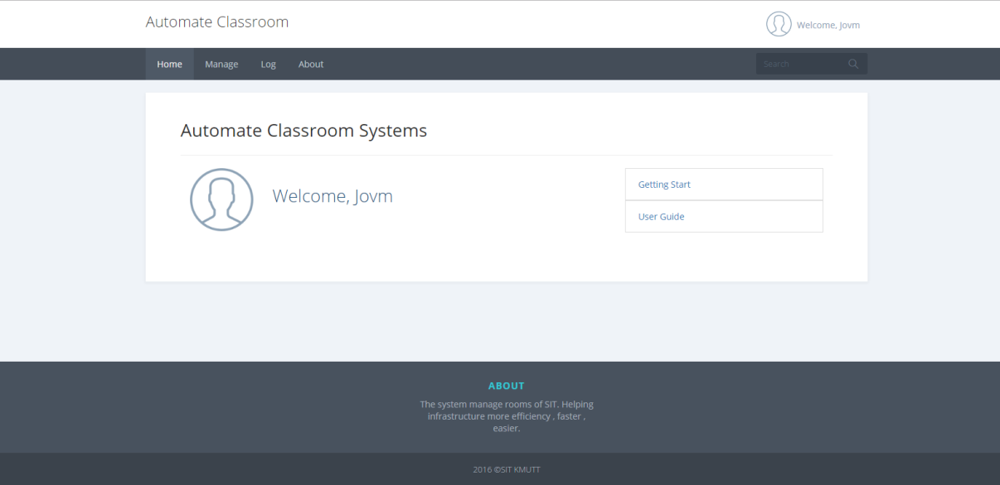 Automate Classroom
Welcome, Jovm
Home Manage Log About
Search
Automate Classroom Systems
Welcome, Jovm
Getting Start
User Guide
ABOUT
The system manage rooms of SIT. Helping
infrastructure more efficiency , faster ,
easier.
2016 ©SIT KMUTT